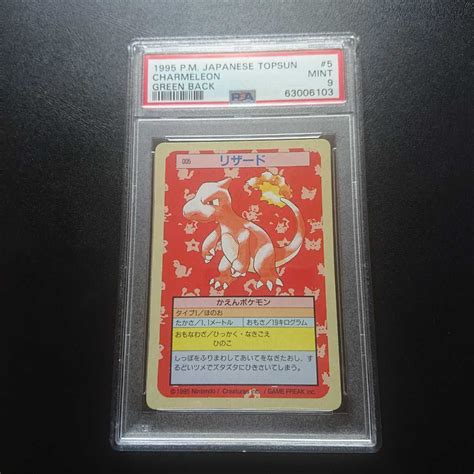 1995 P.M. JAPANESE TOPSUN #5
CHARMELEON MINT
GREEN BACK 9
PSA 63006103
005 リザード
かえんポケモン
タイプ1/ほのお
たかさ/1.1メートル おもさ/19キログラム
おもなわざ/ひっかく・なきごえ
ひのこ
しっぽをふりまわしてあいてをなぎたおし、す
るどいツメでズタズタにひきさいてしまう。
©1995 Nintendo / Creatures inc. / GAME FREAK inc.